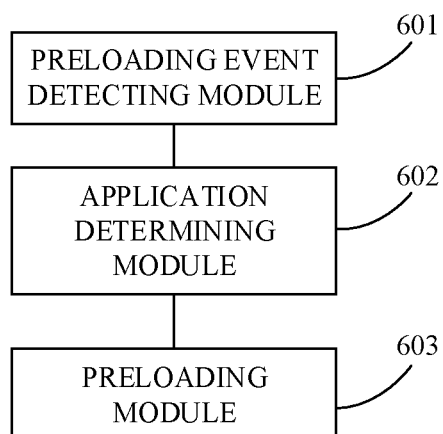 601
PRELOADING EVENT
DETECTING MODULE
602
APPLICATION
DETERMINING
MODULE
603
PRELOADING
MODULE